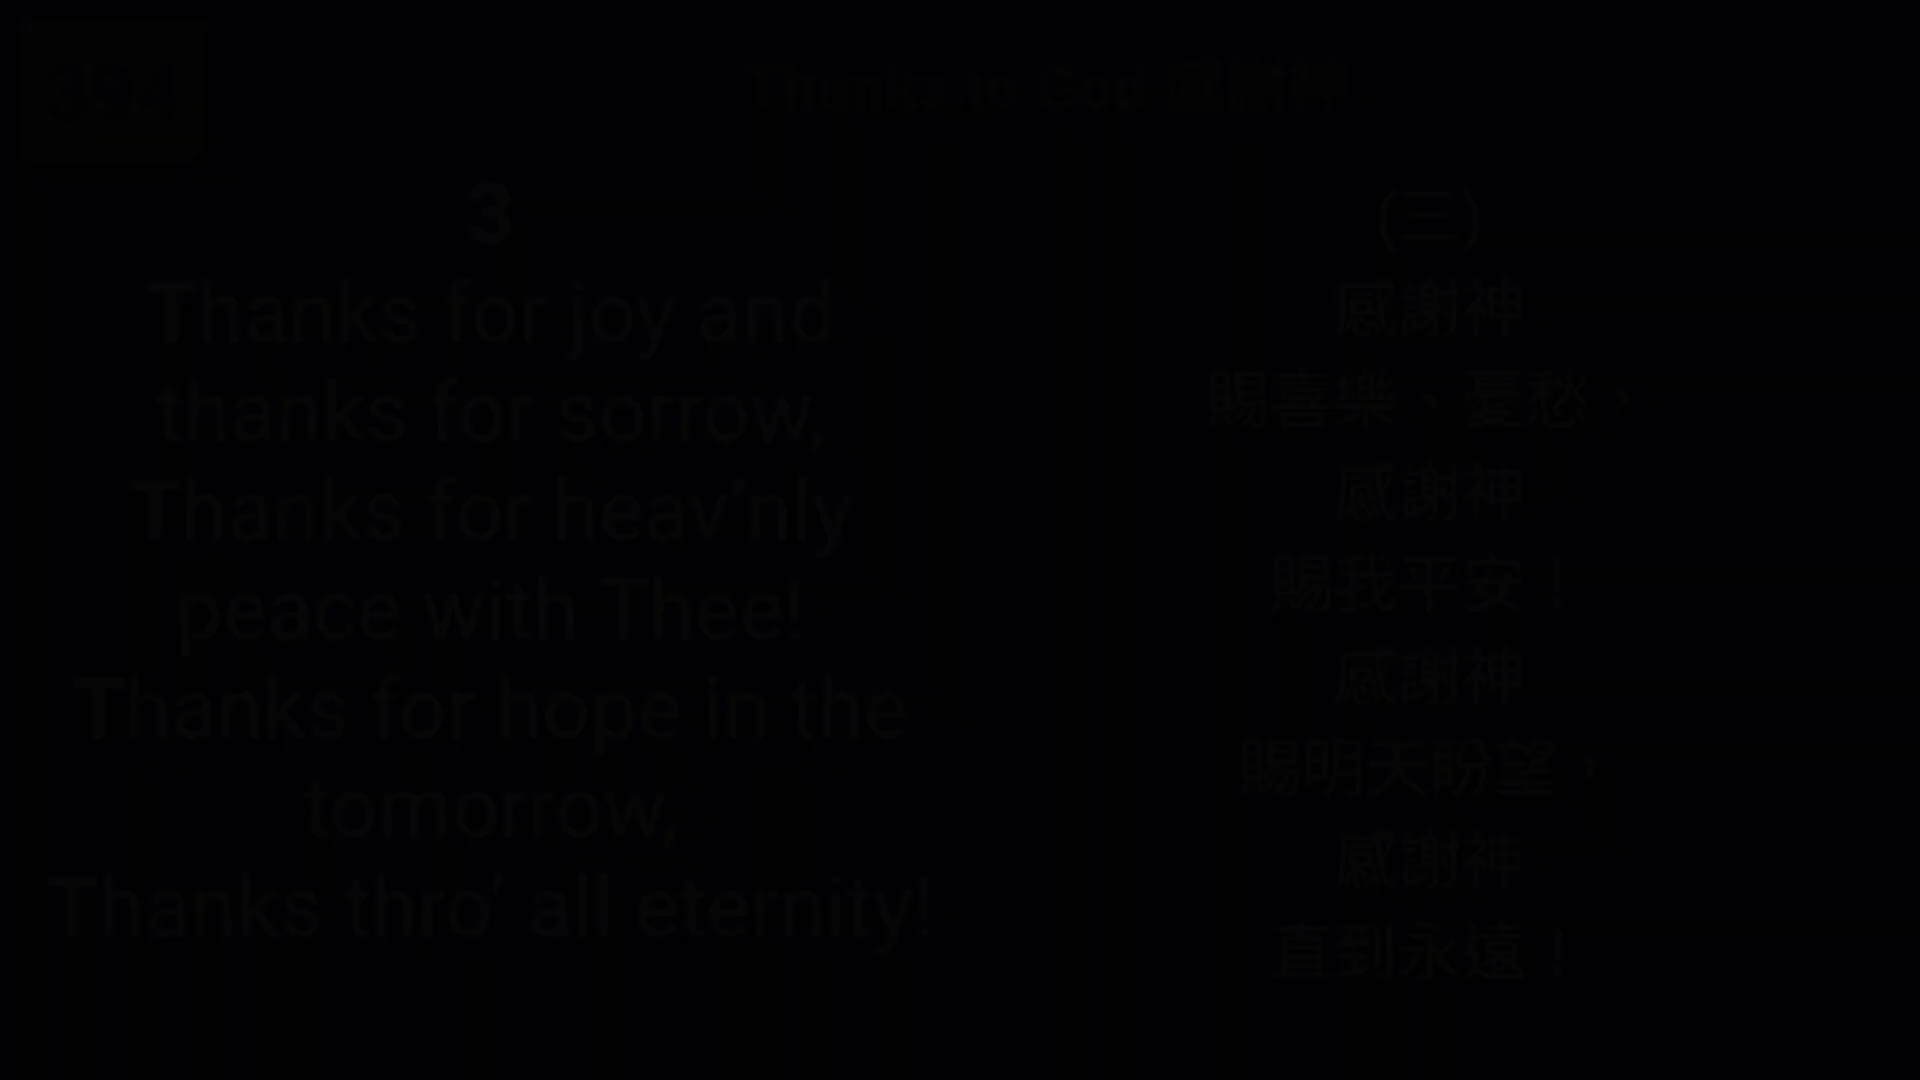 394
Thanks to God 感謝神
3
Thanks for joy and
thanks for sorrow,
Thanks for heav'nly
peace with Thee!
Thanks for hope in the
tomorrow,
Thanks thro' all eternity!
(三)
感謝神
賜喜樂、憂愁，
感謝神
賜我平安！
感謝神
賜明天盼望，
感謝神
直到永遠！